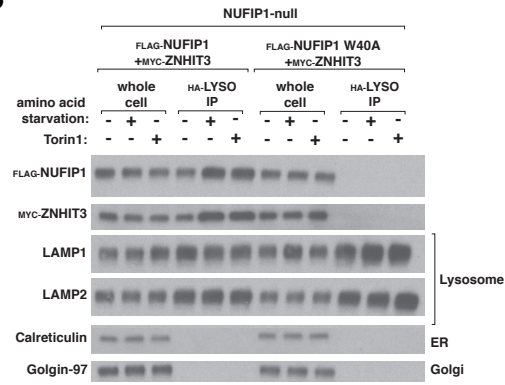 NUFIP1-null
FLAG-NUFIP1 FLAG-NUFIP1 W40A
+MYC-ZNHIT3 +MYC-ZNHIT3
whole HA-LYSO whole HA-LYSO
amino acid cell IP cell IP
starvation: - + - - + - - + - - + -
Torin1: - - + - - + - - + - - +
FLAG-NUFIP1
MYC-ZNHIT3
LAMP1
Lysosome
LAMP2
Calreticulin ER
Golgin-97 Golgi